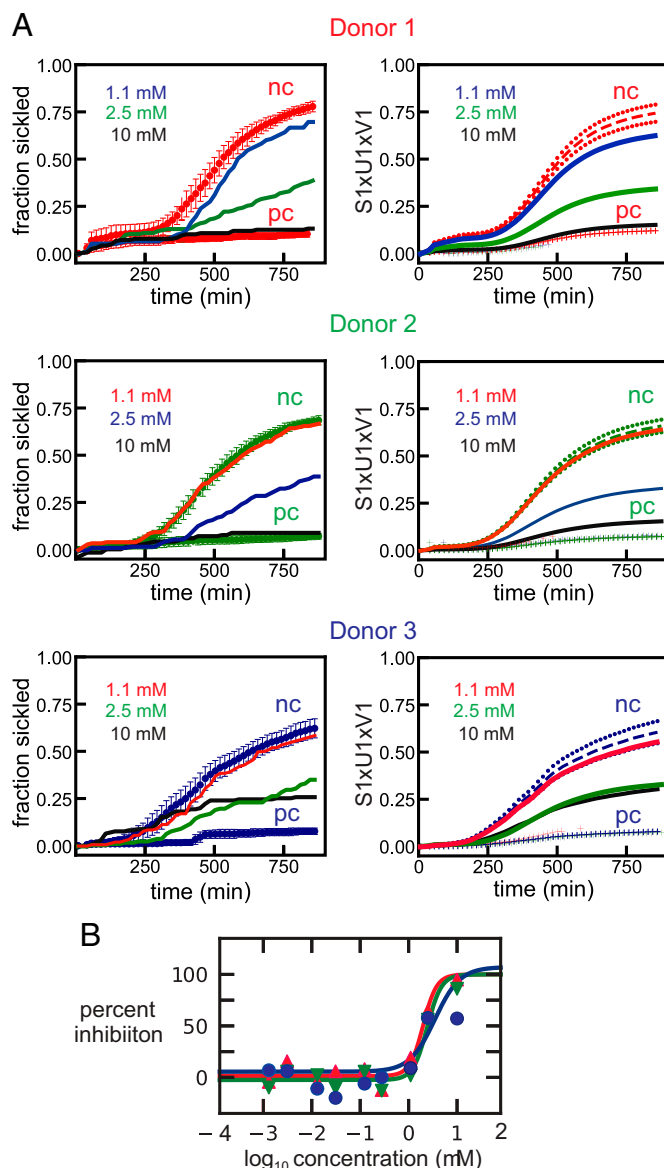 A
Donor 1
1.00
0.75
0.50
0.25
0.00
fraction sickled
1.1 mM
2.5 mM
10 mM
nc
pc
250 500 750
time (min)
1.00
0.75
0.50
0.25
0.00
S1xU1xV1
1.1 mM
2.5 mM
10 mM
nc
pc
0 250 500 750
time (min)
Donor 2
1.00
0.75
0.50
0.25
0.00
fraction sickled
1.1 mM
2.5 mM
10 mM
nc
pc
250 500 750
time (min)
1.00
0.75
0.50
0.25
0.00
S1xU1xV1
1.1 mM
2.5 mM
10 mM
nc
pc
0 250 500 750
time (min)
Donor 3
1.00
0.75
0.50
0.25
0.00
fraction sickled
1.1 mM
2.5 mM
10 mM
nc
pc
250 500 750
time (min)
1.00
0.75
0.50
0.25
0.00
S1xU1xV1
1.1 mM
2.5 mM
10 mM
nc
pc
0 250 500 750
time (min)
B
percent
inhibiiton
100
50
0
−4 −3 −2 −1 0 1 2
log10 concentration (mM)